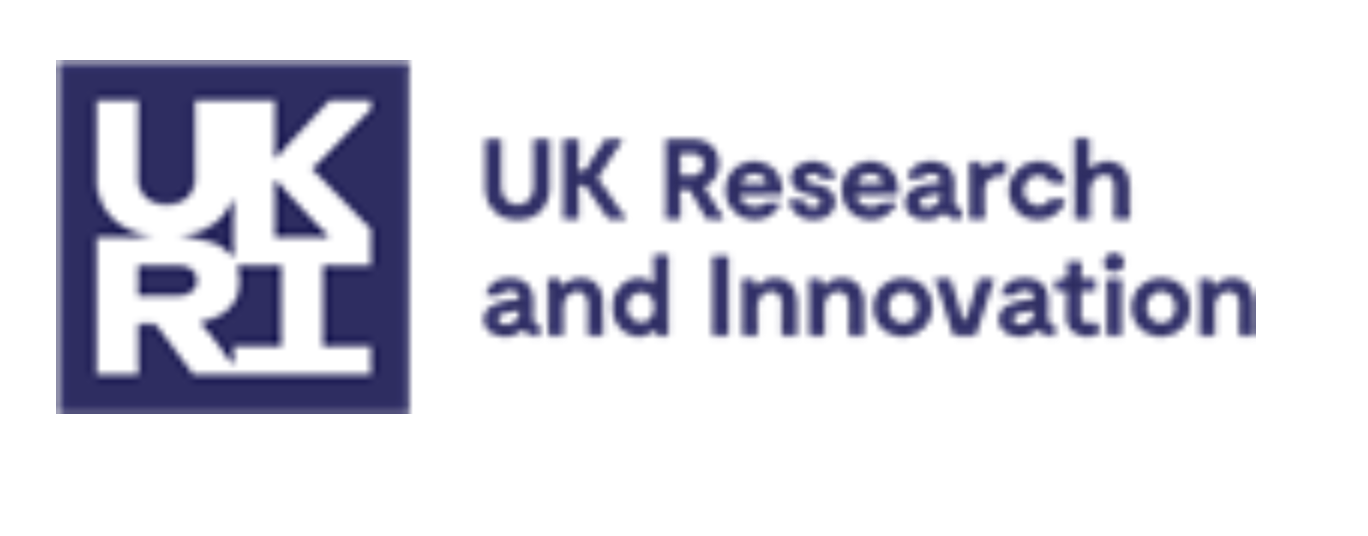 UK
RI
UK Research
and Innovation